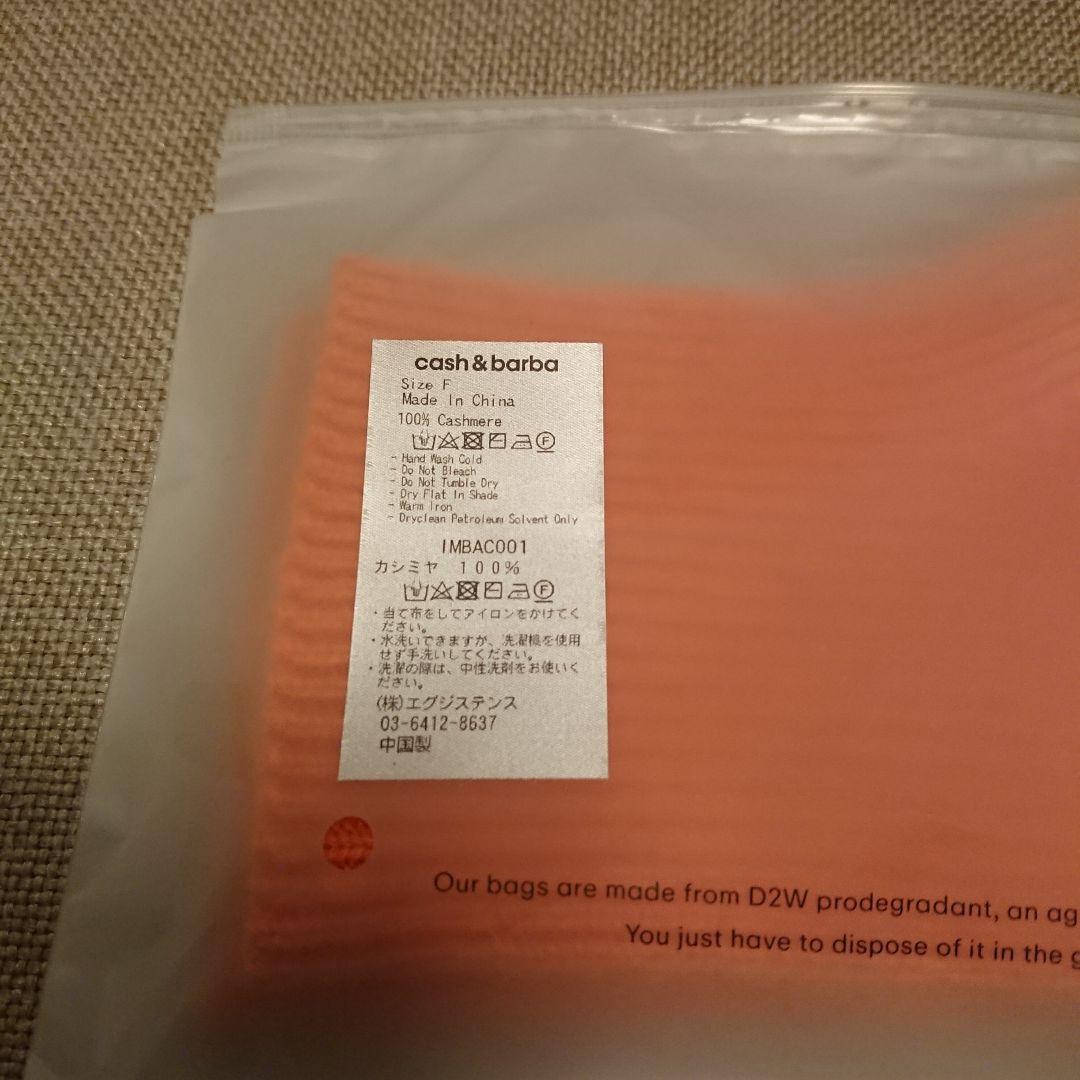 cash&barba
Size F
Made In China
100% Cashmere
- Hand Wash Cold
- Do Not Bleach
- Do Not Tumble Dry
- Dry Flat In Shade
- Warm Iron
- Dryclean Petroleum Solvent Only
IMBAC001
カシミヤ 100%
・当て布をしてアイロンをかけてく
ださい。
・水洗いできますが、洗濯機を使用
せず手洗いしてください。
・洗濯の際は、中性洗剤をお使いく
ださい。
(株)エグジステンス
03-6412-8637
中国製
Our bags are made from D2W prodegradant, an ag
You just have to dispose of it in the g